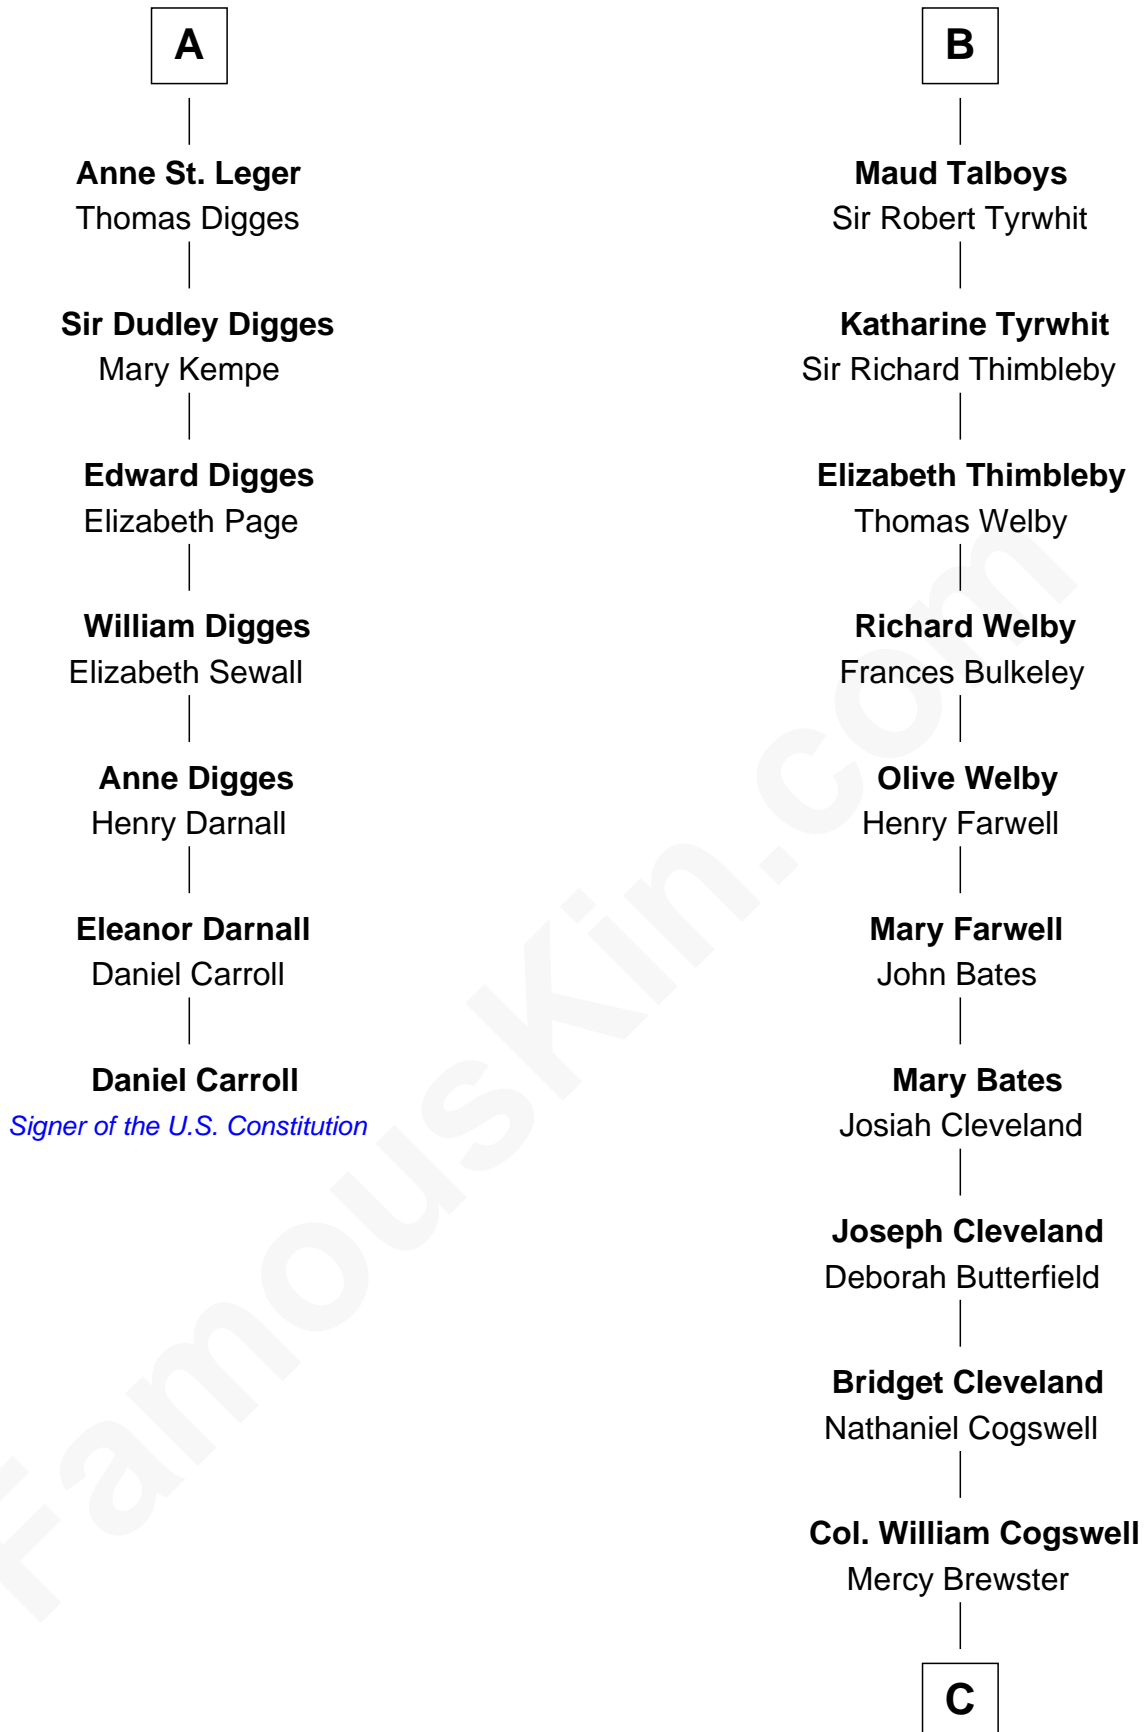 A
Anne St. Leger
Thomas Digges
Sir Dudley Digges
Mary Kempe
Edward Digges
Elizabeth Page
William Digges
Elizabeth Sewall
Anne Digges
Henry Darnall
Eleanor Darnall
Daniel Carroll
Daniel Carroll
Signer of the U.S. Constitution
B
Maud Talboys
Sir Robert Tyrwhit
Katharine Tyrwhit
Sir Richard Thimbleby
Elizabeth Thimbleby
Thomas Welby
Richard Welby
Frances Bulkeley
Olive Welby
Henry Farwell
Mary Farwell
John Bates
Mary Bates
Josiah Cleveland
Joseph Cleveland
Deborah Butterfield
Bridget Cleveland
Nathaniel Cogswell
Col. William Cogswell
Mercy Brewster
C
FamousKin.com